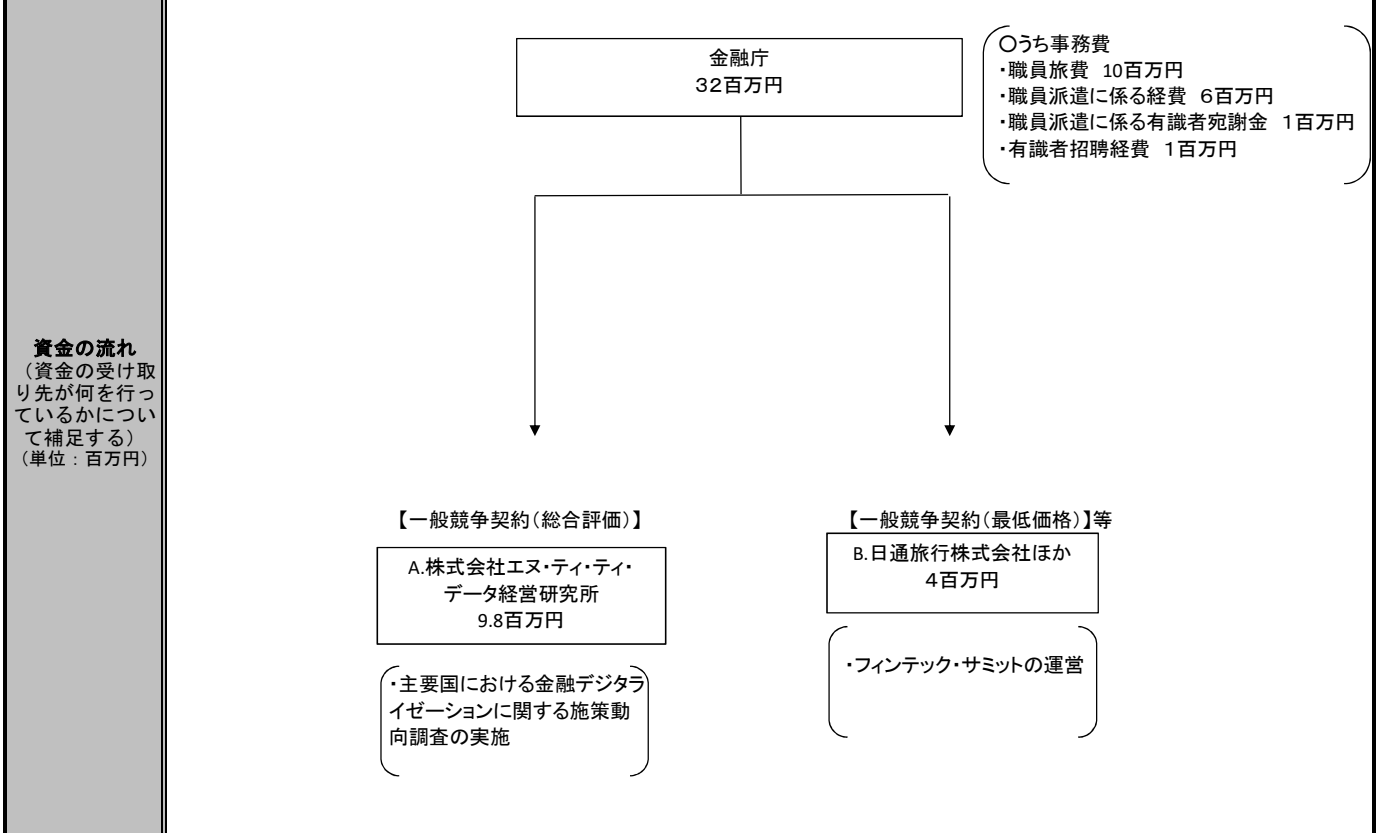 資金の流れ
（資金の受け取
り先が何を行っ
ているかについ
て補足する）
（単位：百万円）
金融庁
３２百万円
○うち事務費
・職員旅費 10百万円
・職員派遣に係る経費 ６百万円
・職員派遣に係る有識者宛謝金 １百万円
・有識者招聘経費 １百万円
【一般競争契約（総合評価）】
A.株式会社エヌ・ティ・ティ・
データ経営研究所
9.8百万円
・主要国における金融デジタラ
イゼーションに関する施策動
向調査の実施
【一般競争契約（最低価格）】等
B.日通旅行株式会社ほか
４百万円
・フィンテック・サミットの運営